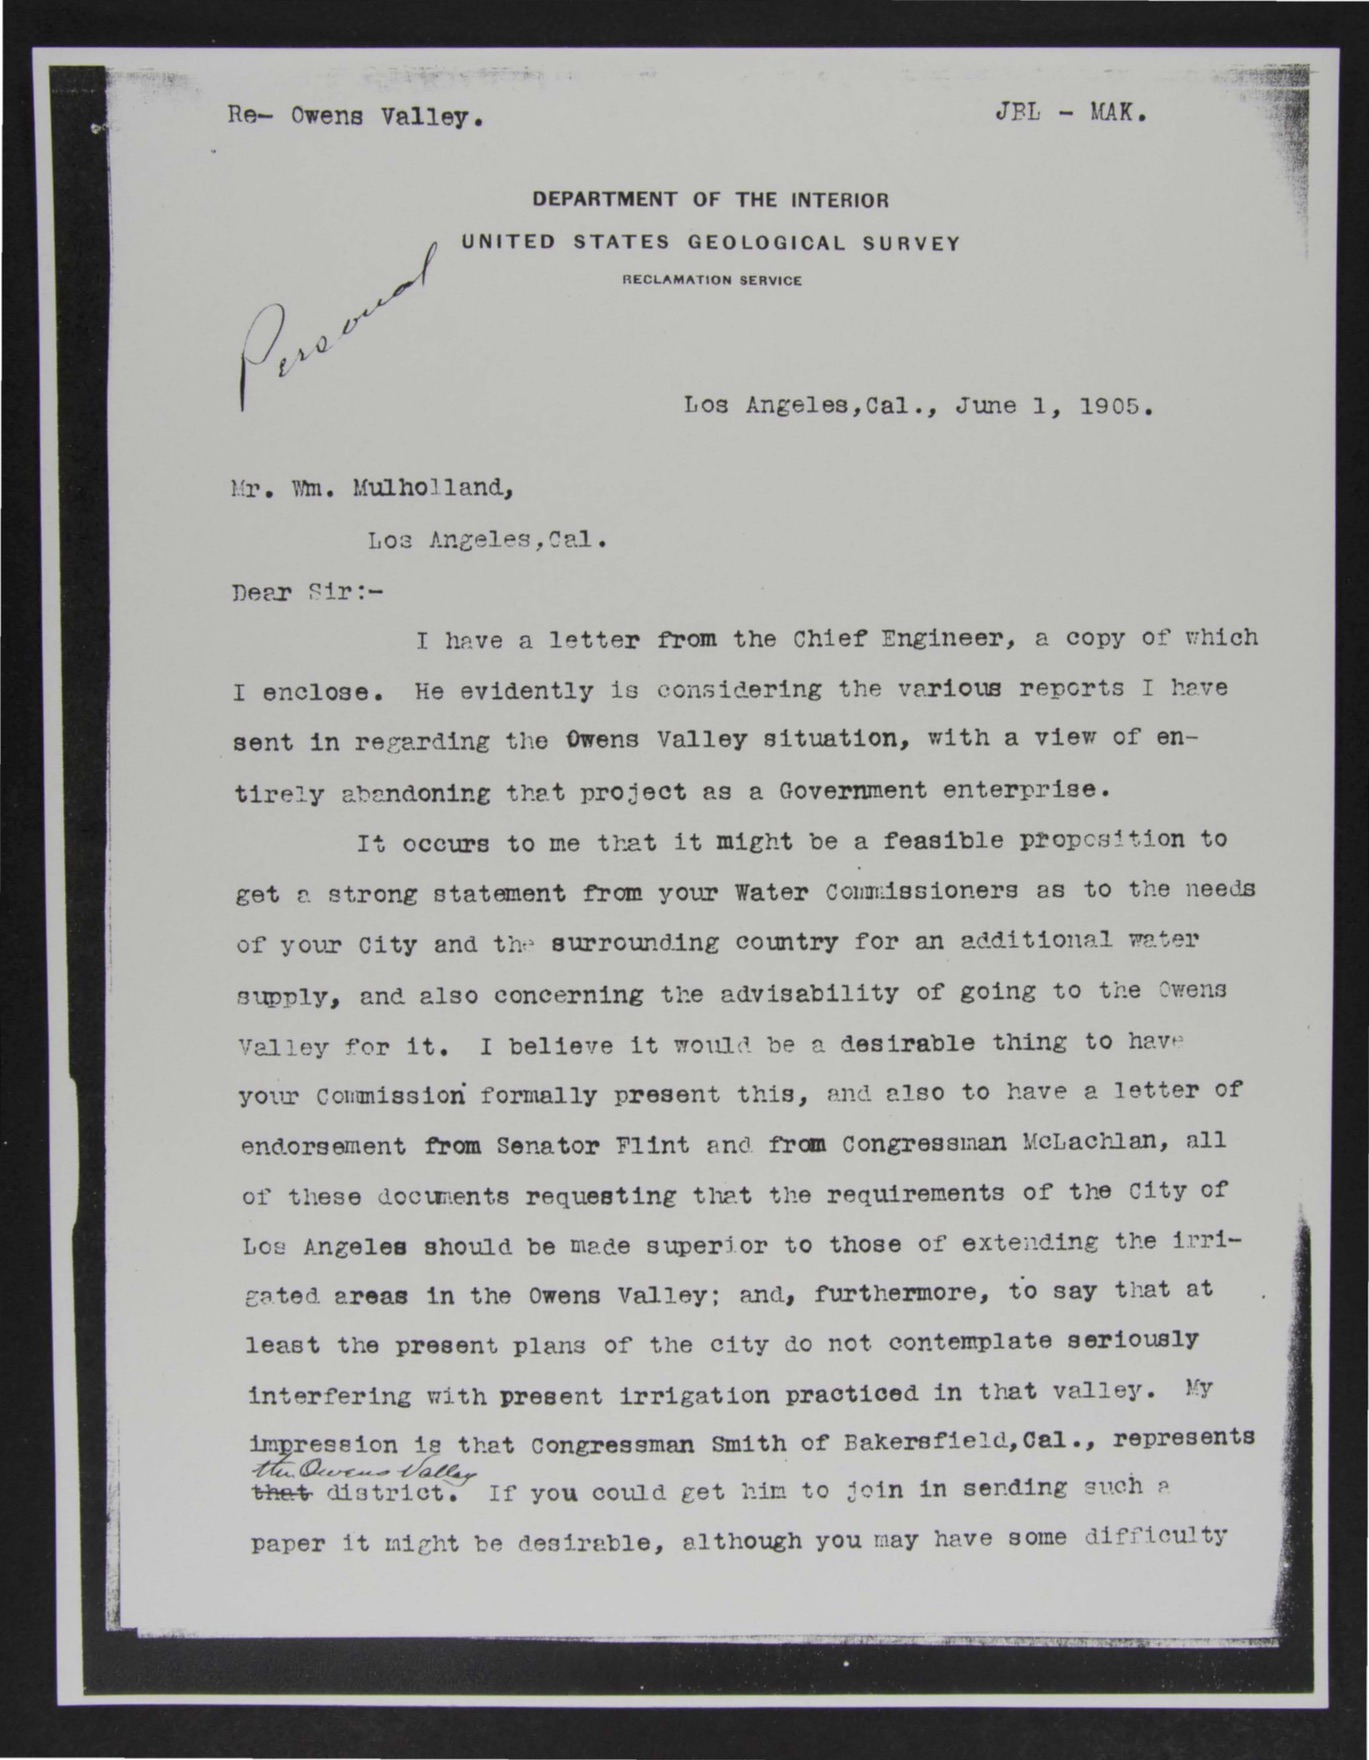 Re- Owens Valley. JBL - MAK.
DEPARTMENT OF THE INTERIOR
UNITED STATES GEOLOGICAL SURVEY
RECLAMATION SERVICE
Personal
Los Angeles,Cal., June 1, 1905.
Mr. Wm. Mulholland,
Los Angeles,Cal.
Dear Sir:-
I have a letter from the Chief Engineer, a copy of which
I enclose. He evidently is considering the various reports I have
sent in regarding the Owens Valley situation, with a view of en-
tirely abandoning that project as a Government enterprise.
It occurs to me that it might be a feasible proposition to
get a strong statement from your Water Commissioners as to the needs
of your City and the surrounding country for an additional water
supply, and also concerning the advisability of going to the Owens
Valley for it. I believe it would be a desirable thing to have
your Commission formally present this, and also to have a letter of
endorsement from Senator Flint and from Congressman McLachlan, all
of these documents requesting that the requirements of the City of
Los Angeles should be made superior to those of extending the irri-
gated areas in the Owens Valley; and, furthermore, to say that at
least the present plans of the city do not contemplate seriously
interfering with present irrigation practiced in that valley. My
impression is that Congressman Smith of Bakersfield,Cal., represents
the Owens Valley
that district. If you could get him to join in sending such a
paper it might be desirable, although you may have some difficulty